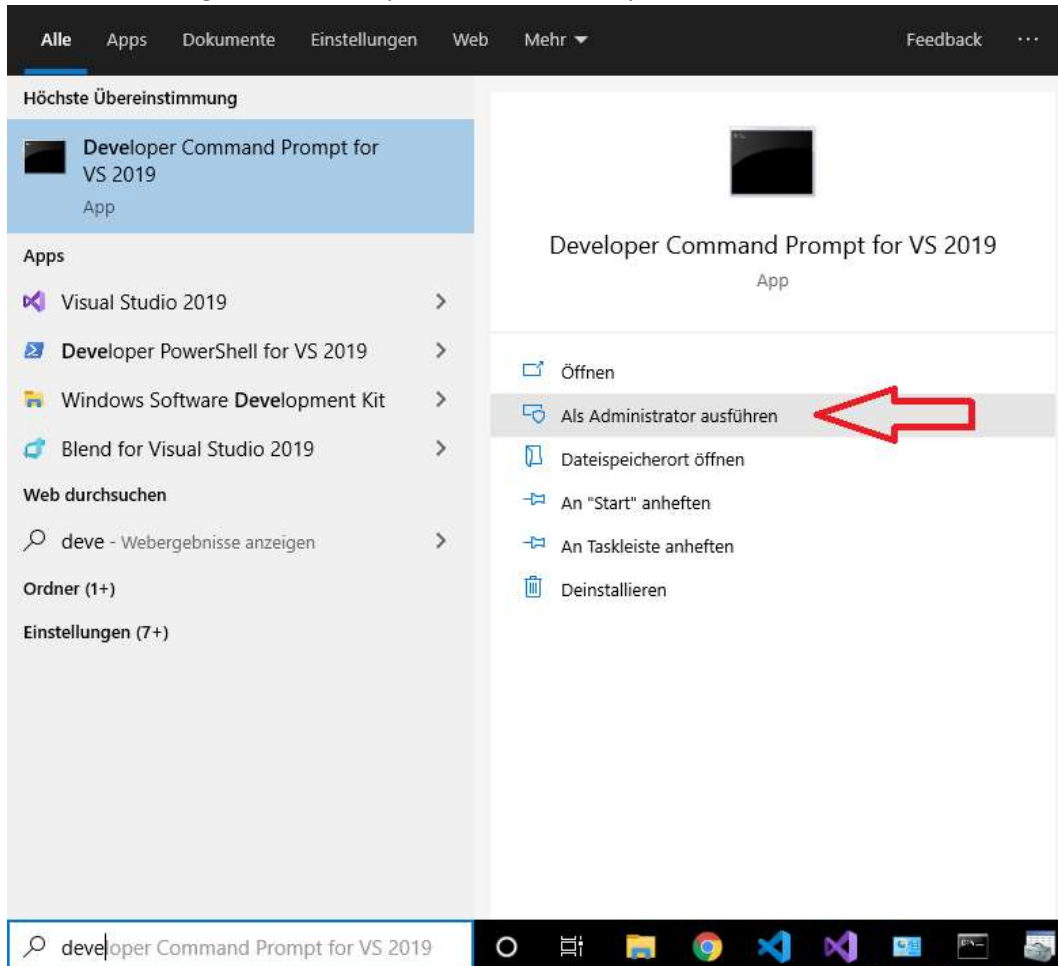 Alle Apps Dokumente Einstellungen Web Mehr Feedback ...
Höchste Übereinstimmung
Developer Command Prompt for
VS 2019
App
Apps
Visual Studio 2019
Developer PowerShell for VS 2019
Windows Software Development Kit
Blend for Visual Studio 2019
Web durchsuchen
deve - Webergebnisse anzeigen
Ordner (1+)
Einstellungen (7+)
Developer Command Prompt for VS 2019
App
Öffnen
Als Administrator ausführen
Dateispeicherort öffnen
An "Start" anheften
An Taskleiste anheften
Deinstallieren
developer Command Prompt for VS 2019